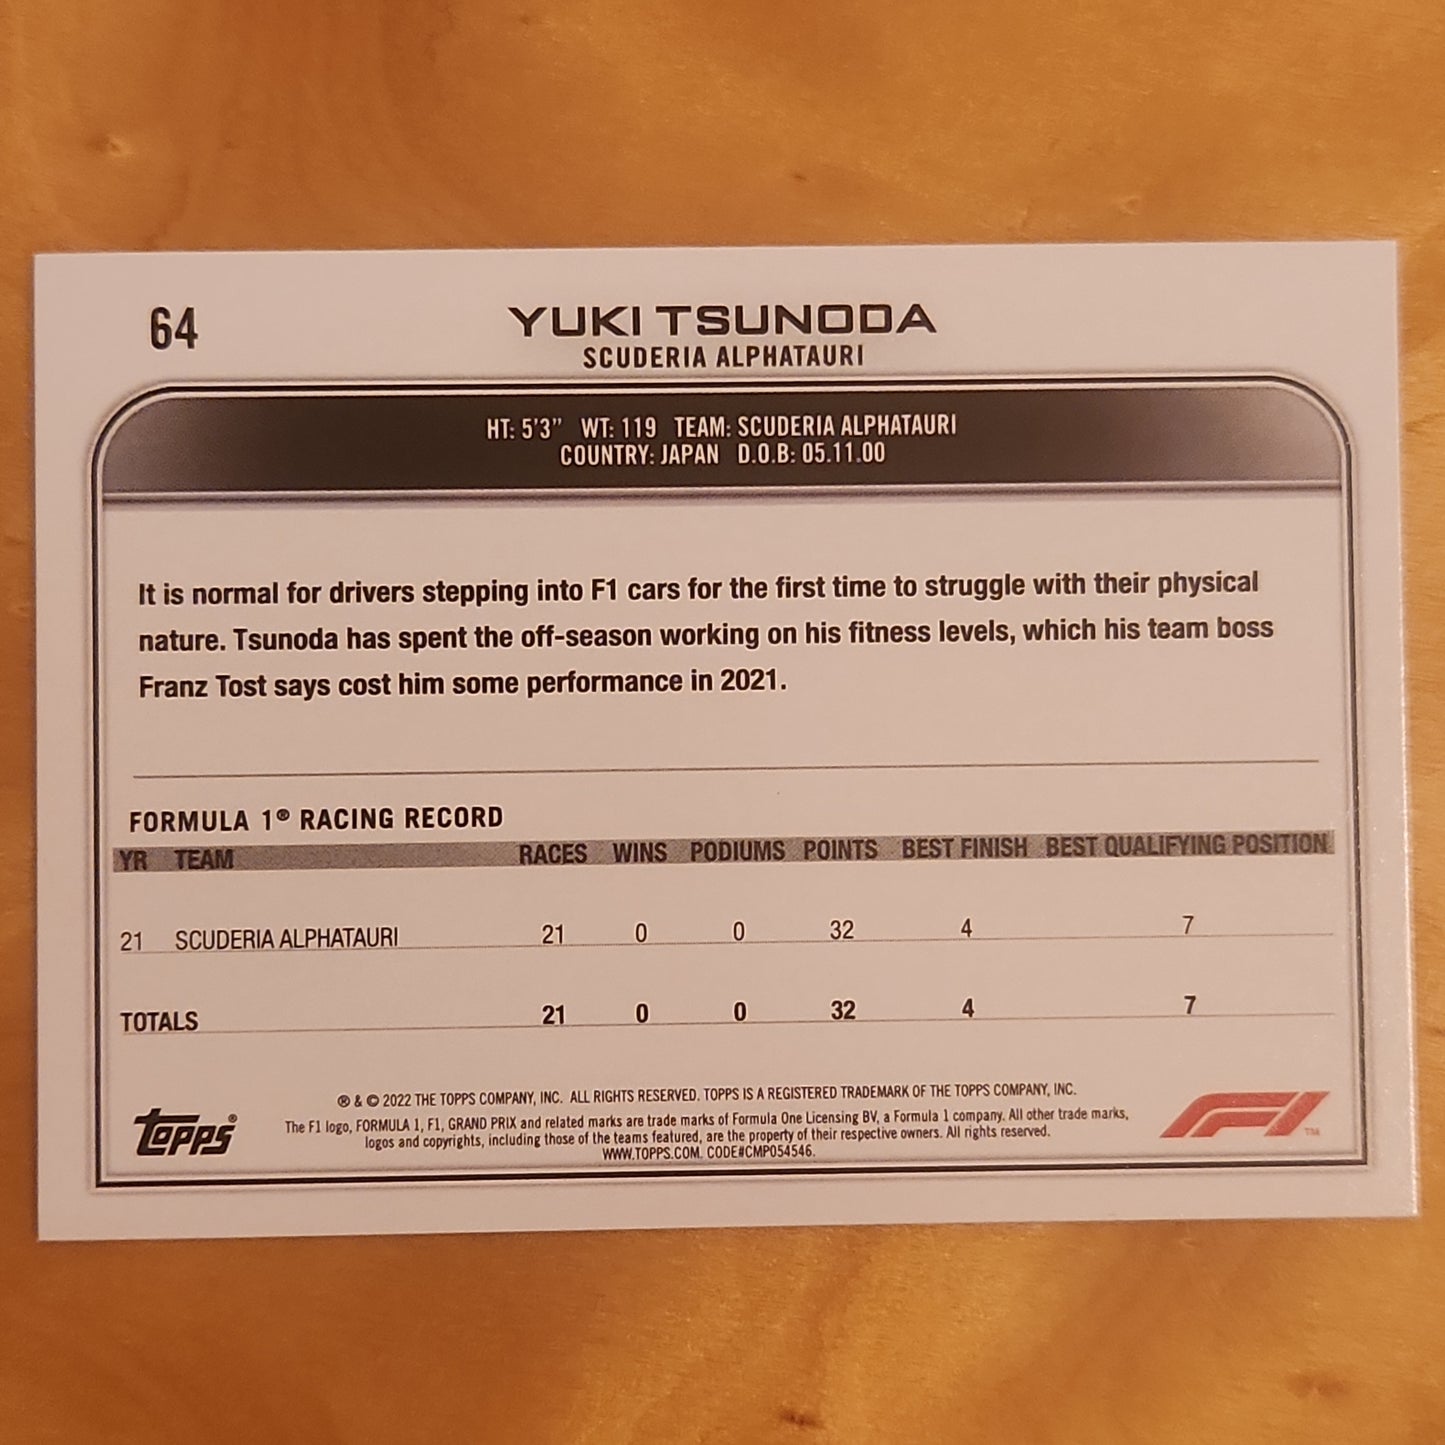 64
YUKI TSUNODA
SCUDERIA ALPHATAURI
HT: 5'3" WT: 119 TEAM: SCUDERIA ALPHATAURI
COUNTRY: JAPAN D.O.B: 05.11.00
It is normal for drivers stepping into F1 cars for the first time to struggle with their physical
nature. Tsunoda has spent the off-season working on his fitness levels, which his team boss
Franz Tost says cost him some performance in 2021.
FORMULA 1® RACING RECORD
YR TEAM RACES WINS PODIUMS POINTS BEST FINISH BEST QUALIFYING POSITION
21 SCUDERIA ALPHATAURI 21 0 0 32 4 7
TOTALS 21 0 0 32 4 7
® & © 2022 THE TOPPS COMPANY, INC. ALL RIGHTS RESERVED. TOPPS IS A REGISTERED TRADEMARK OF THE TOPPS COMPANY, INC.
The F1 logo, FORMULA 1, F1, GRAND PRIX and related marks are trade marks of Formula One Licensing BV, a Formula 1 company. All other trade marks,
logos and copyrights, including those of the teams featured, are the property of their respective owners. All rights reserved.
WWW.TOPPS.COM. CODE#CMP054546.
Topps®
F1™